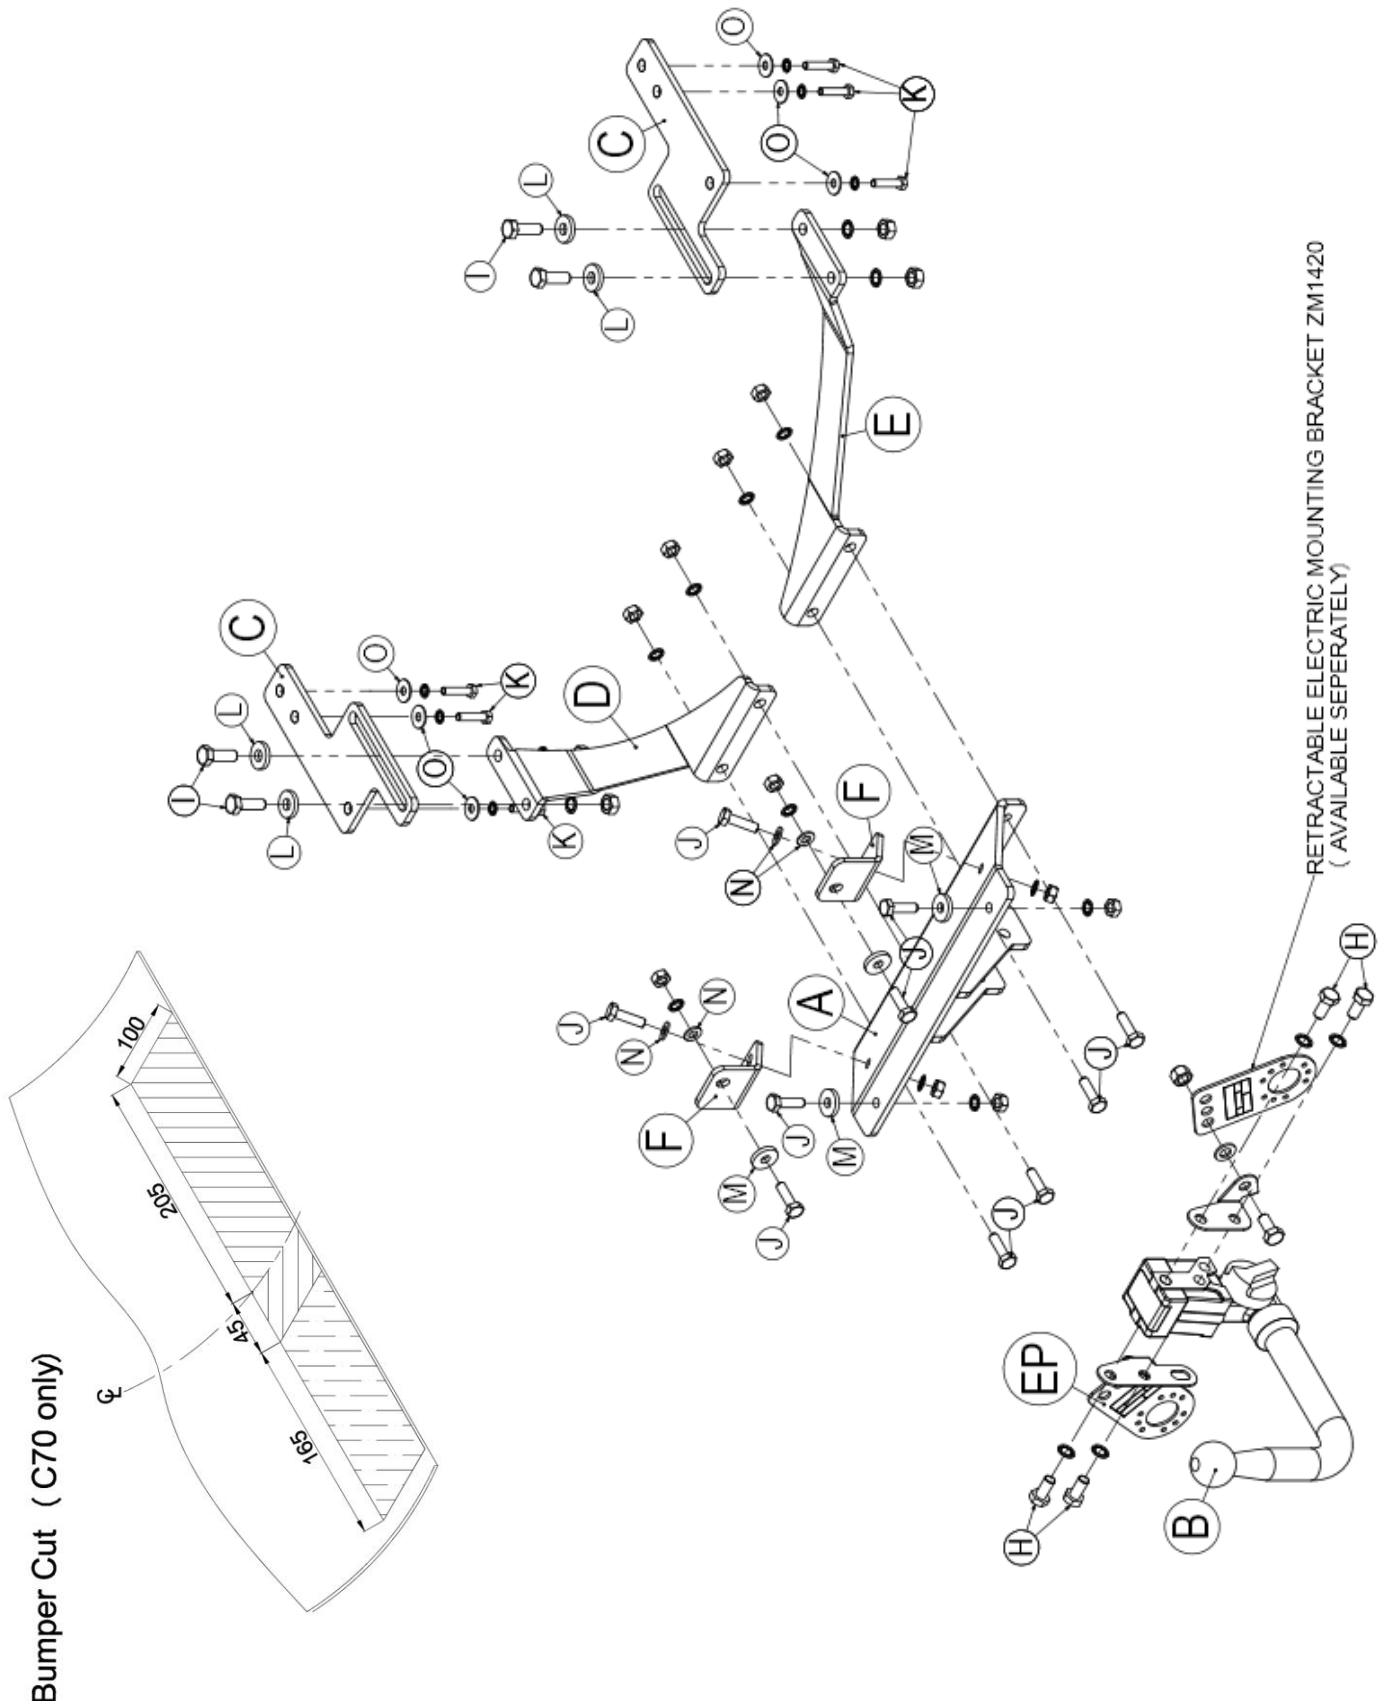 Bumper Cut ( C70 only)
℄
165
45
205
100
I
L
C
L
O
O
K
K
D
I
L
L
C
O
O
K
E
J
N
N
F
M
J
J
M
J
N
F
M
J
A
J
J
H
EP
B
H
RETRACTABLE ELECTRIC MOUNTING BRACKET ZM1420
( AVAILABLE SEPERATELY)